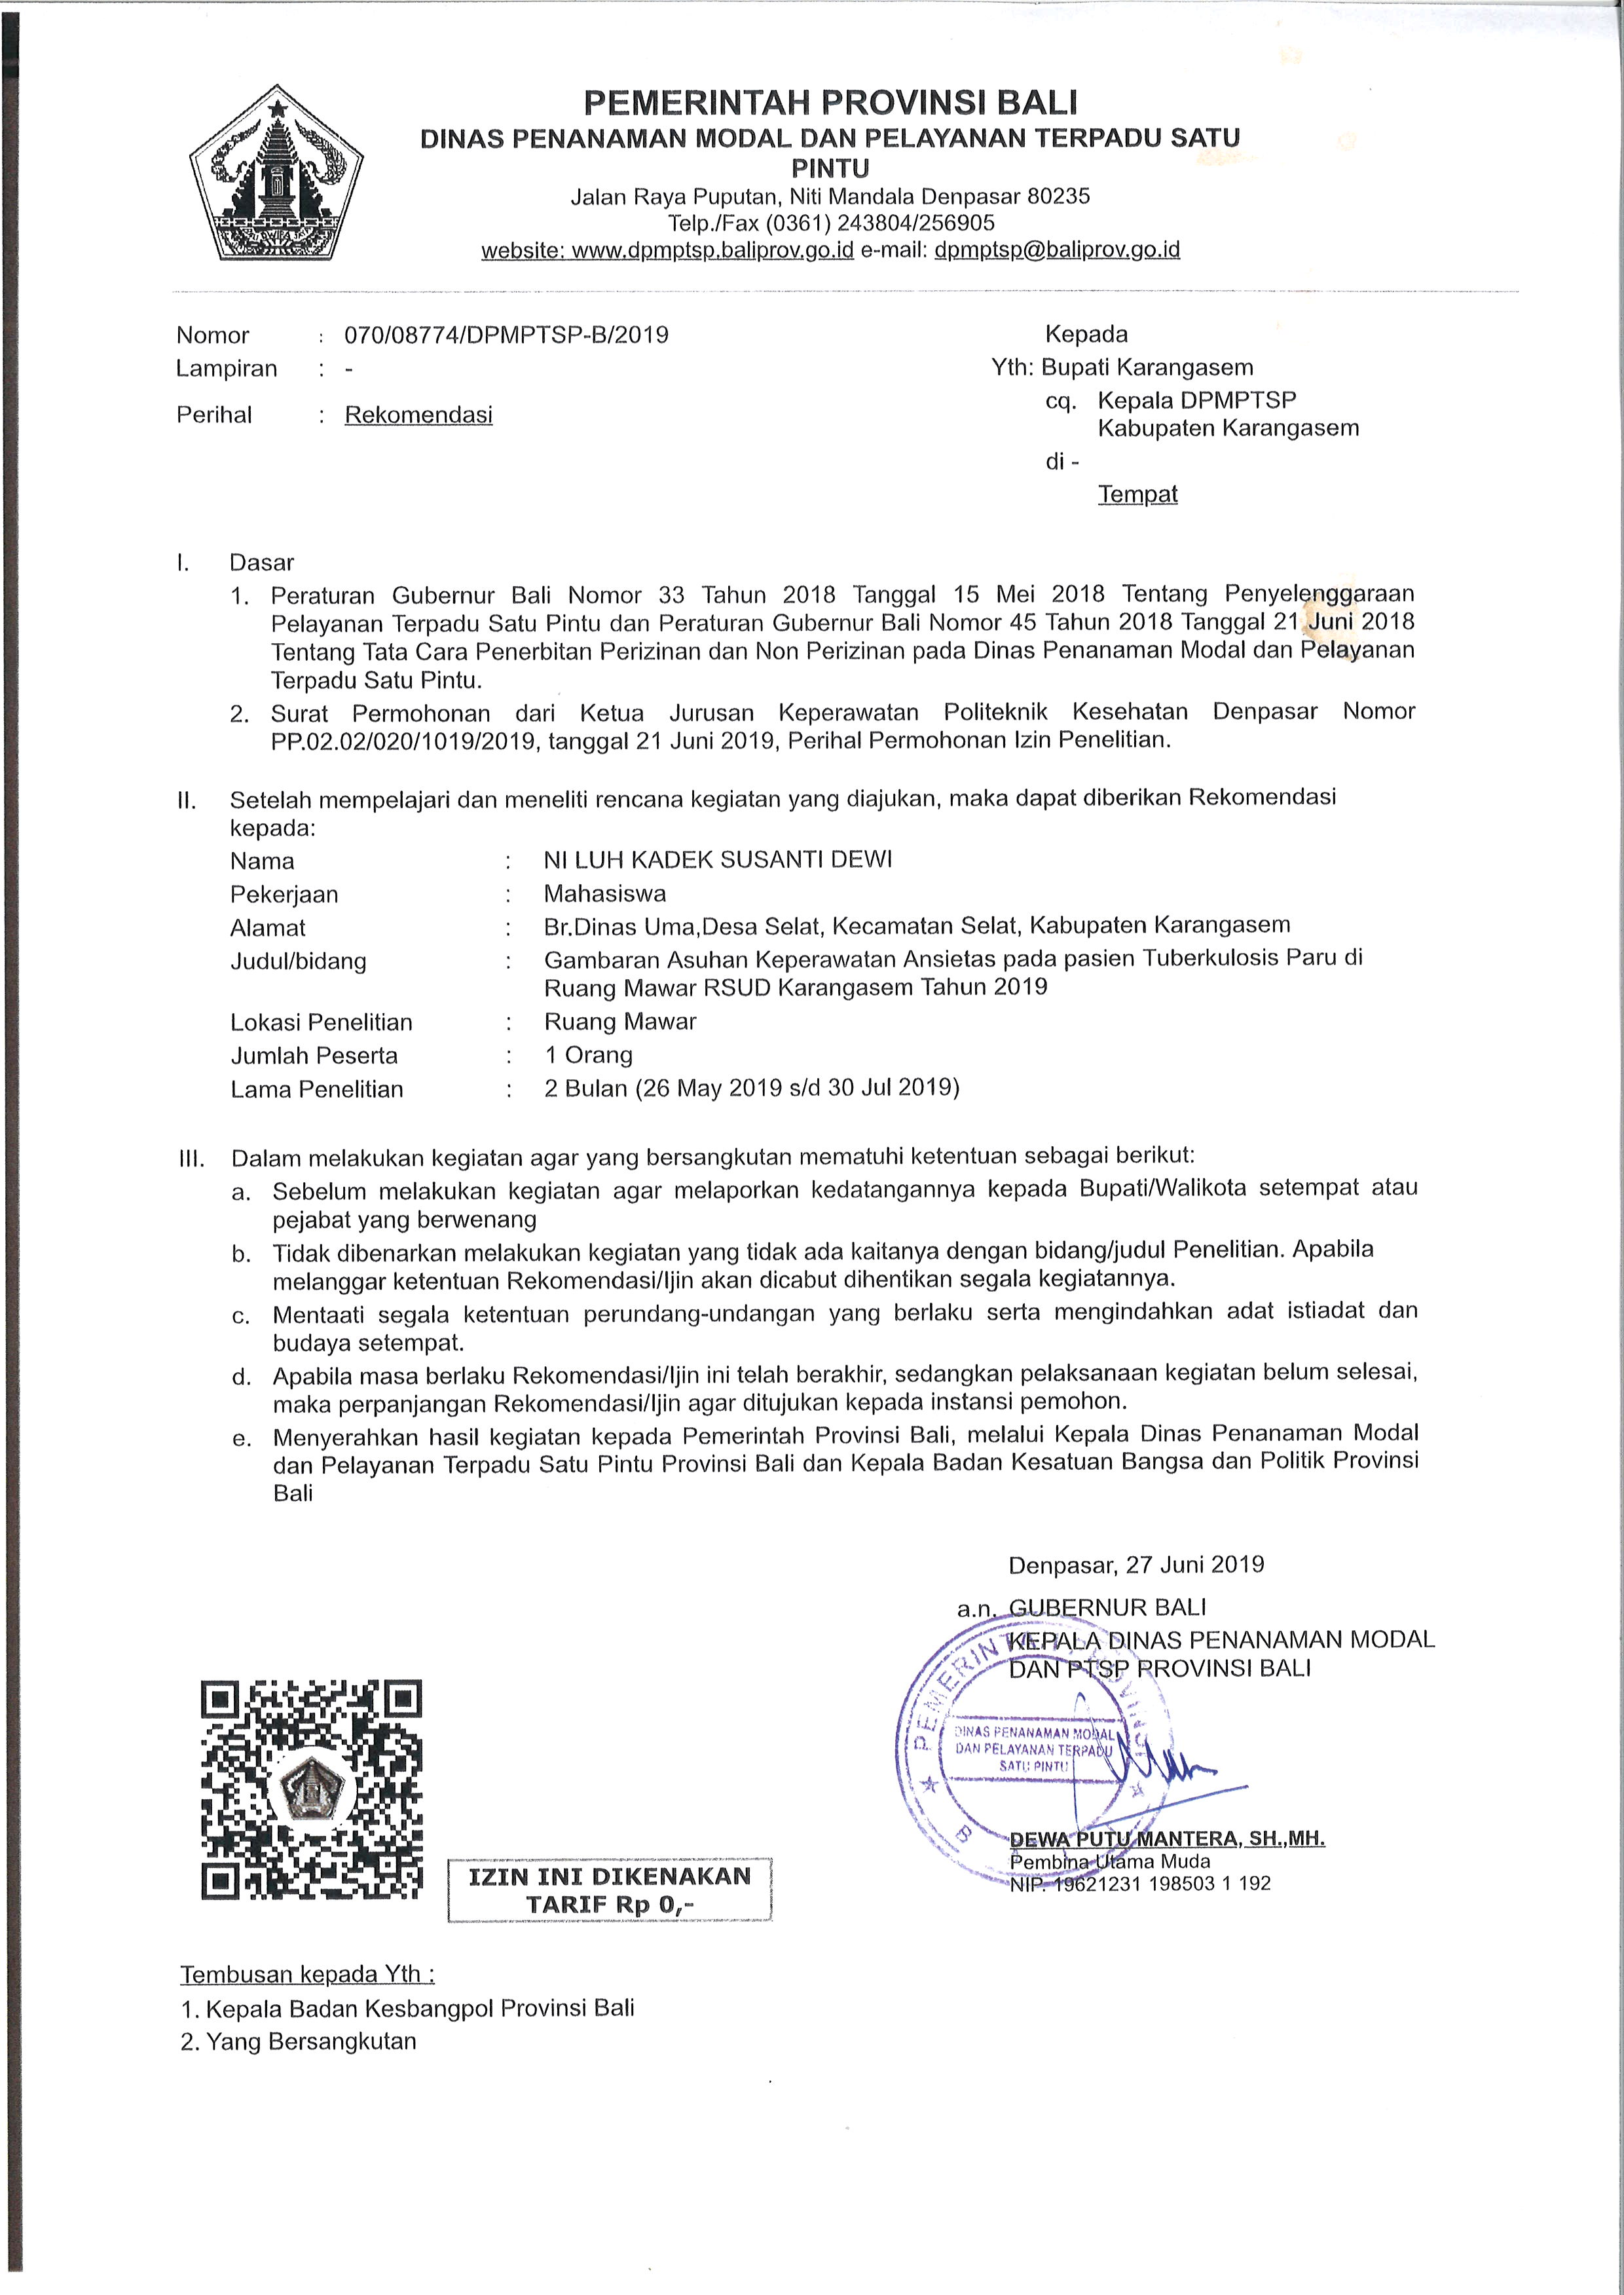 PEMERINTAH PROVINSI BALI
DINAS PENANAMAN MODAL DAN PELAYANAN TERPADU SATU
PINTU
Jalan Raya Puputan, Niti Mandala Denpasar 80235
Telp./Fax (0361) 243804/256905
website: www.dpmptsp.baliprov.go.id e-mail: dpmptsp@baliprov.go.id
Nomor : 070/08774/DPMPTSP-B/2019
Lampiran : -
Perihal : Rekomendasi
Kepada
Yth: Bupati Karangasem
cq. Kepala DPMPTSP
Kabupaten Karangasem
di -
Tempat
I. Dasar
1. Peraturan Gubernur Bali Nomor 33 Tahun 2018 Tanggal 15 Mei 2018 Tentang Penyelenggaraan
Pelayanan Terpadu Satu Pintu dan Peraturan Gubernur Bali Nomor 45 Tahun 2018 Tanggal 21 Juni 2018
Tentang Tata Cara Penerbitan Perizinan dan Non Perizinan pada Dinas Penanaman Modal dan Pelayanan
Terpadu Satu Pintu.
2. Surat Permohonan dari Ketua Jurusan Keperawatan Politeknik Kesehatan Denpasar Nomor
PP.02.02/020/1019/2019, tanggal 21 Juni 2019, Perihal Permohonan Izin Penelitian.
II. Setelah mempelajari dan meneliti rencana kegiatan yang diajukan, maka dapat diberikan Rekomendasi
kepada:
Nama : NI LUH KADEK SUSANTI DEWI
Pekerjaan : Mahasiswa
Alamat : Br.Dinas Uma,Desa Selat, Kecamatan Selat, Kabupaten Karangasem
Judul/bidang : Gambaran Asuhan Keperawatan Ansietas pada pasien Tuberkulosis Paru di
Ruang Mawar RSUD Karangasem Tahun 2019
Lokasi Penelitian : Ruang Mawar
Jumlah Peserta : 1 Orang
Lama Penelitian : 2 Bulan (26 May 2019 s/d 30 Jul 2019)
III. Dalam melakukan kegiatan agar yang bersangkutan mematuhi ketentuan sebagai berikut:
a. Sebelum melakukan kegiatan agar melaporkan kedatangannya kepada Bupati/Walikota setempat atau
pejabat yang berwenang
b. Tidak dibenarkan melakukan kegiatan yang tidak ada kaitanya dengan bidang/judul Penelitian. Apabila
melanggar ketentuan Rekomendasi/Ijin akan dicabut dihentikan segala kegiatannya.
c. Mentaati segala ketentuan perundang-undangan yang berlaku serta mengindahkan adat istiadat dan
budaya setempat.
d. Apabila masa berlaku Rekomendasi/Ijin ini telah berakhir, sedangkan pelaksanaan kegiatan belum selesai,
maka perpanjangan Rekomendasi/Ijin agar ditujukan kepada instansi pemohon.
e. Menyerahkan hasil kegiatan kepada Pemerintah Provinsi Bali, melalui Kepala Dinas Penanaman Modal
dan Pelayanan Terpadu Satu Pintu Provinsi Bali dan Kepala Badan Kesatuan Bangsa dan Politik Provinsi
Bali
Denpasar, 27 Juni 2019
a.n. GUBERNUR BALI
KEPALA DINAS PENANAMAN MODAL
DAN PTSP PROVINSI BALI
PEMERINTAH PROVINSI
DINAS PENANAMAN MODAL
DAN PELAYANAN TERPADU
SATU PINTU
DEWA PUTU MANTERA, SH.,MH.
Pembina Utama Muda
NIP. 19621231 198503 1 192
IZIN INI DIKENAKAN
TARIF Rp 0,-
Tembusan kepada Yth :
1. Kepala Badan Kesbangpol Provinsi Bali
2. Yang Bersangkutan